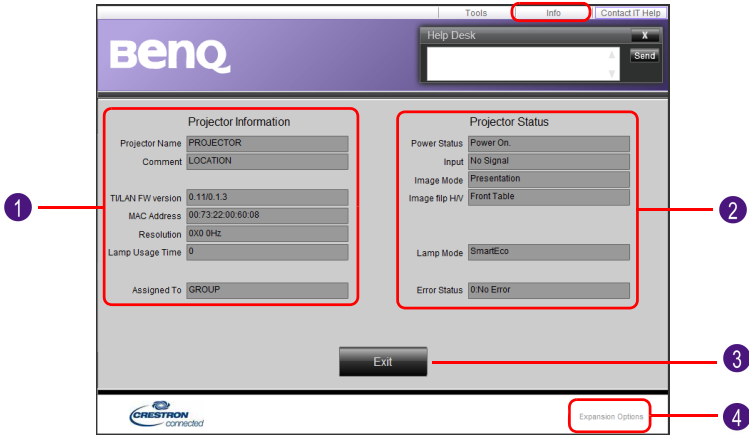 Tools Info Contact IT Help
BenQ
Help Desk X
Send
Projector Information
Projector Name PROJECTOR
Comment LOCATION
TI/LAN FW version 0.11/0.1.3
MAC Address 00:73:22:00:60:08
Resolution 0X0 0Hz
Lamp Usage Time 0
Assigned To GROUP
1
Projector Status
Power Status Power On.
Input No Signal
Image Mode Presentation
Image filp H/V Front Table
Lamp Mode SmartEco
Error Status 0:No Error
2
Exit
3
CRESTRON
connected
Expansion Options
4